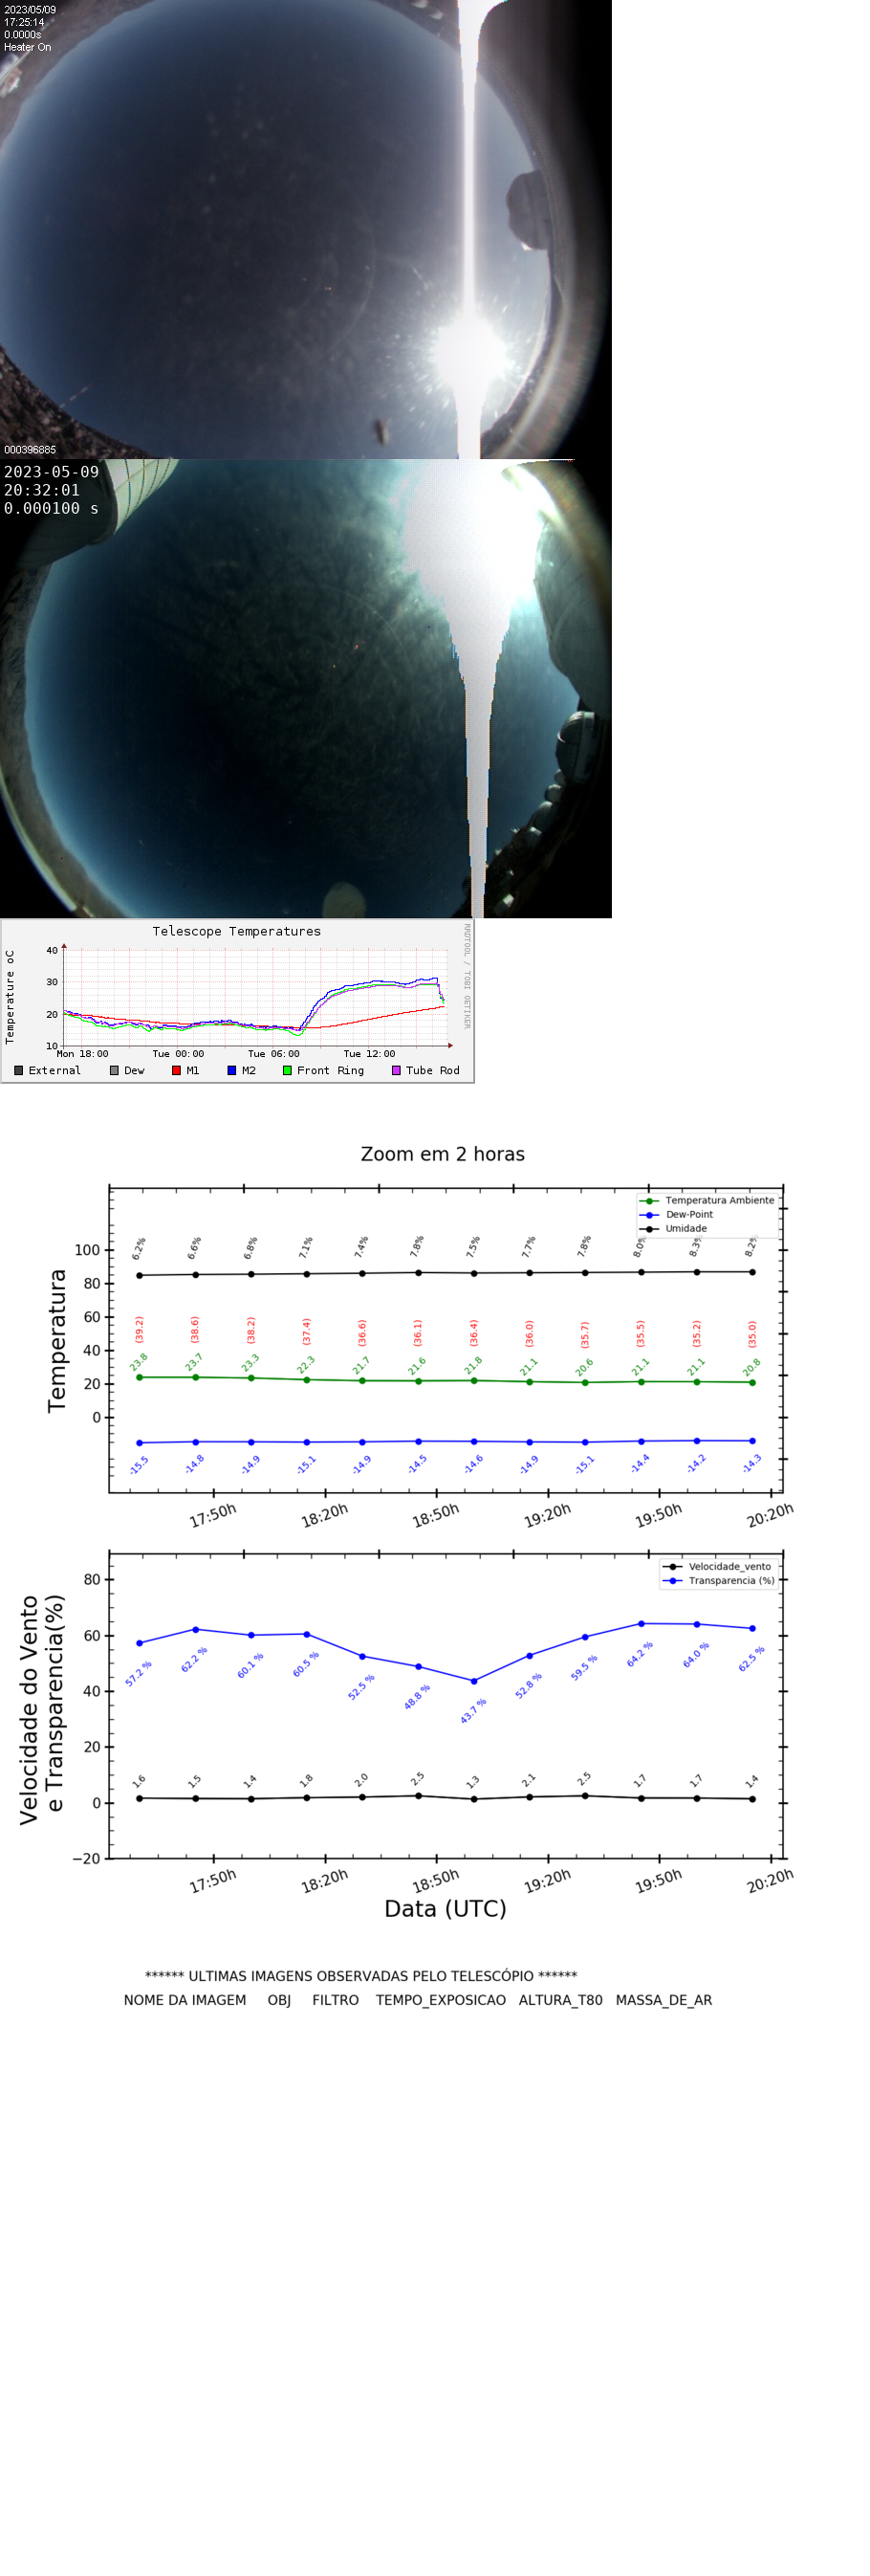 2023/05/09
17:25:14
0.0000s
Heater On
000396885
2023-05-09
20:32:01
0.000100 s
Telescope Temperatures
RRDTOOL / TOBI OETIKER
Temperature oC
40
30
20
10
Mon 18:00 Tue 00:00 Tue 06:00 Tue 12:00
External Dew M1 M2 Front Ring Tube Rod
Zoom em 2 horas
Temperatura Ambiente
Dew-Point
Umidade
Temperatura
100
80
60
40
20
0
6.2% 6.6% 6.8% 7.1% 7.4% 7.8% 7.5% 7.7% 7.8% 8.0% 8.3% 8.2%
(39.2) (38.6) (38.2) (37.4) (36.6) (36.1) (36.4) (36.0) (35.7) (35.5) (35.2) (35.0)
23.8 23.7 23.3 22.3 21.7 21.6 21.8 21.1 20.6 21.1 21.1 20.8
-15.5 -14.8 -14.9 -15.1 -14.9 -14.5 -14.6 -14.9 -15.1 -14.4 -14.2 -14.3
17:50h 18:20h 18:50h 19:20h 19:50h 20:20h
Velocidade_vento
Transparencia (%)
Velocidade do Vento
e Transparencia(%)
80
60
40
20
0
−20
57.2 % 62.2 % 60.1 % 60.5 % 52.5 % 48.8 % 43.7 % 52.8 % 59.5 % 64.2 % 64.0 % 62.5 %
1.6 1.5 1.4 1.8 2.0 2.5 1.3 2.1 2.5 1.7 1.7 1.4
17:50h 18:20h 18:50h 19:20h 19:50h 20:20h
Data (UTC)
****** ULTIMAS IMAGENS OBSERVADAS PELO TELESCÓPIO ******
NOME DA IMAGEM OBJ FILTRO TEMPO_EXPOSICAO ALTURA_T80 MASSA_DE_AR